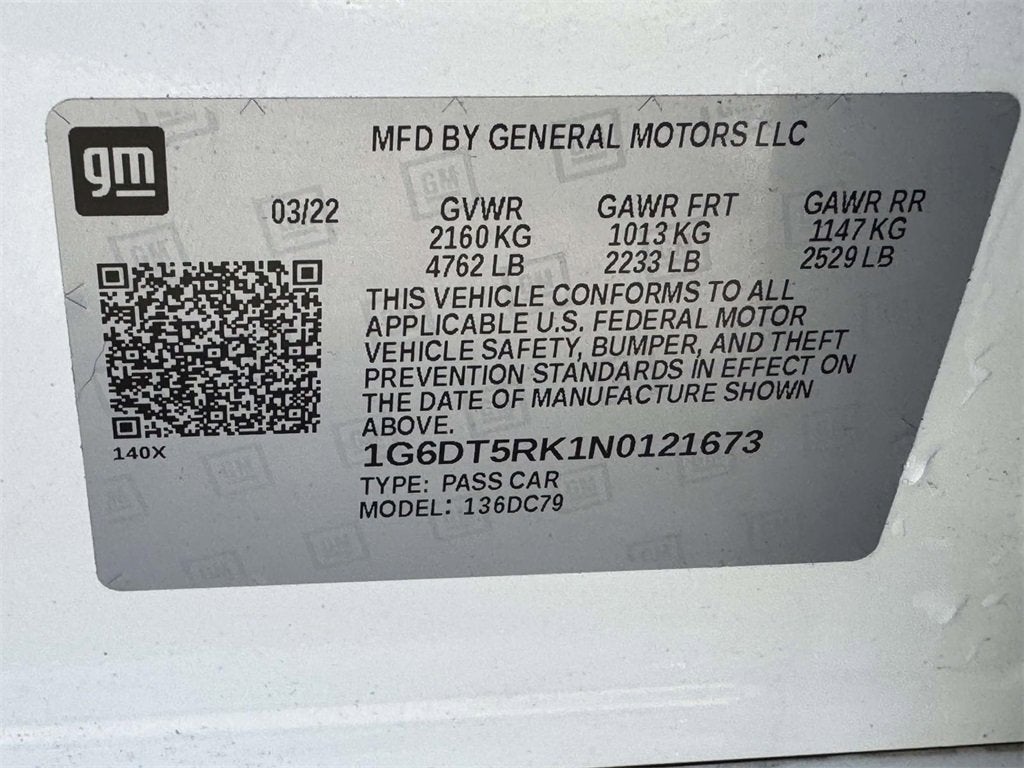 gm
MFD BY GENERAL MOTORS LLC
03/22 GVWR GAWR FRT GAWR RR
2160 KG 1013 KG 1147 KG
4762 LB 2233 LB 2529 LB
THIS VEHICLE CONFORMS TO ALL
APPLICABLE U.S. FEDERAL MOTOR
VEHICLE SAFETY, BUMPER, AND THEFT
PREVENTION STANDARDS IN EFFECT ON
THE DATE OF MANUFACTURE SHOWN
ABOVE.
140X
1G6DT5RK1N0121673
TYPE: PASS CAR
MODEL: 136DC79